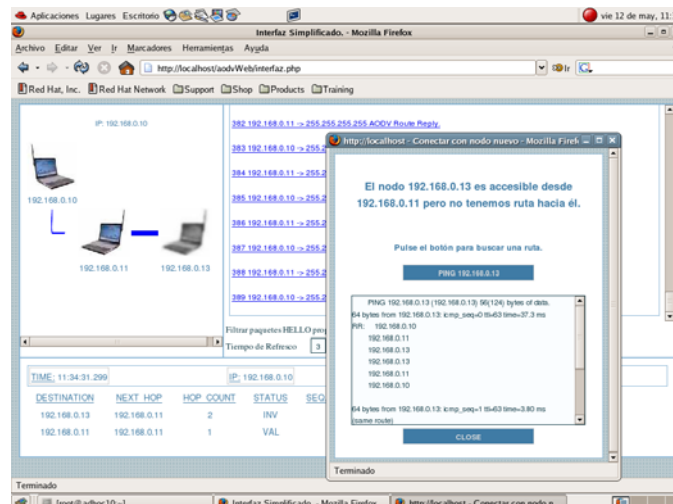 Aplicaciones Lugares Escritorio
vie 12 de may, 11:
Interfaz Simplificado. - Mozilla Firefox
Archivo Editar Ver Ir Marcadores Herramientas Ayuda
http://localhost/aodvWeb/interfaz.php
Ir
Red Hat, Inc. Red Hat Network Support Shop Products Training
IP: 192.168.0.10
192.168.0.10
192.168.0.11
192.168.0.13
382 192.168.0.11 -> 255.255.255.255 AODV Route Reply.
383 192.168.0.10 -> 255.2
384 192.168.0.11 -> 255.2
385 192.168.0.10 -> 255.2
386 192.168.0.11 -> 255.2
387 192.168.0.10 -> 255.2
388 192.168.0.11 -> 255.2
389 192.168.0.10 -> 255.2
Filtrar paquetes HELLO pro
Tiempo de Refresco 3
TIME: 11:34:31.299
IP: 192.168.0.10
DESTINATION NEXT HOP HOP COUNT STATUS SEQ
192.168.0.13 192.168.0.11 2 INV
192.168.0.11 192.168.0.11 1 VAL
http://localhost - Conectar con nodo nuevo - Mozilla Firef
El nodo 192.168.0.13 es accesible desde
192.168.0.11 pero no tenemos ruta hacia él.
Pulse el botón para buscar una ruta.
PING 192.168.0.13
PING 192.168.0.13 (192.168.0.13) 56(124) bytes of data.
64 bytes from 192.168.0.13: icmp_seq=0 ttl=63 time=37.3 ms
RR: 192.168.0.10
192.168.0.11
192.168.0.13
192.168.0.13
192.168.0.11
192.168.0.10
64 bytes from 192.168.0.13: icmp_seq=1 ttl=63 time=3.80 ms
(same route)
CLOSE
Terminado
Terminado
[root@adhoc10:~]
Interfaz Simplificado. - Mozilla Firefox
http://localhost - Conectar con nodo n